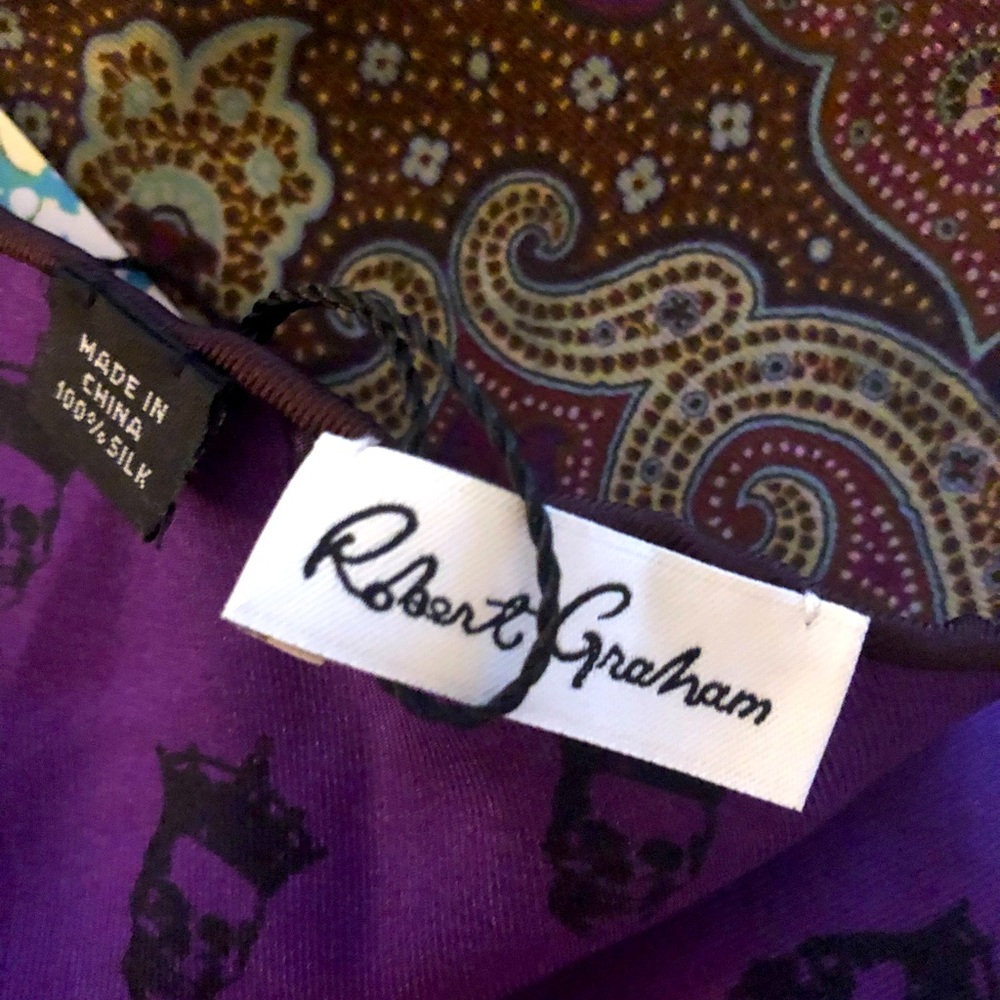 MADE IN
CHINA
100% SILK
Robert Graham